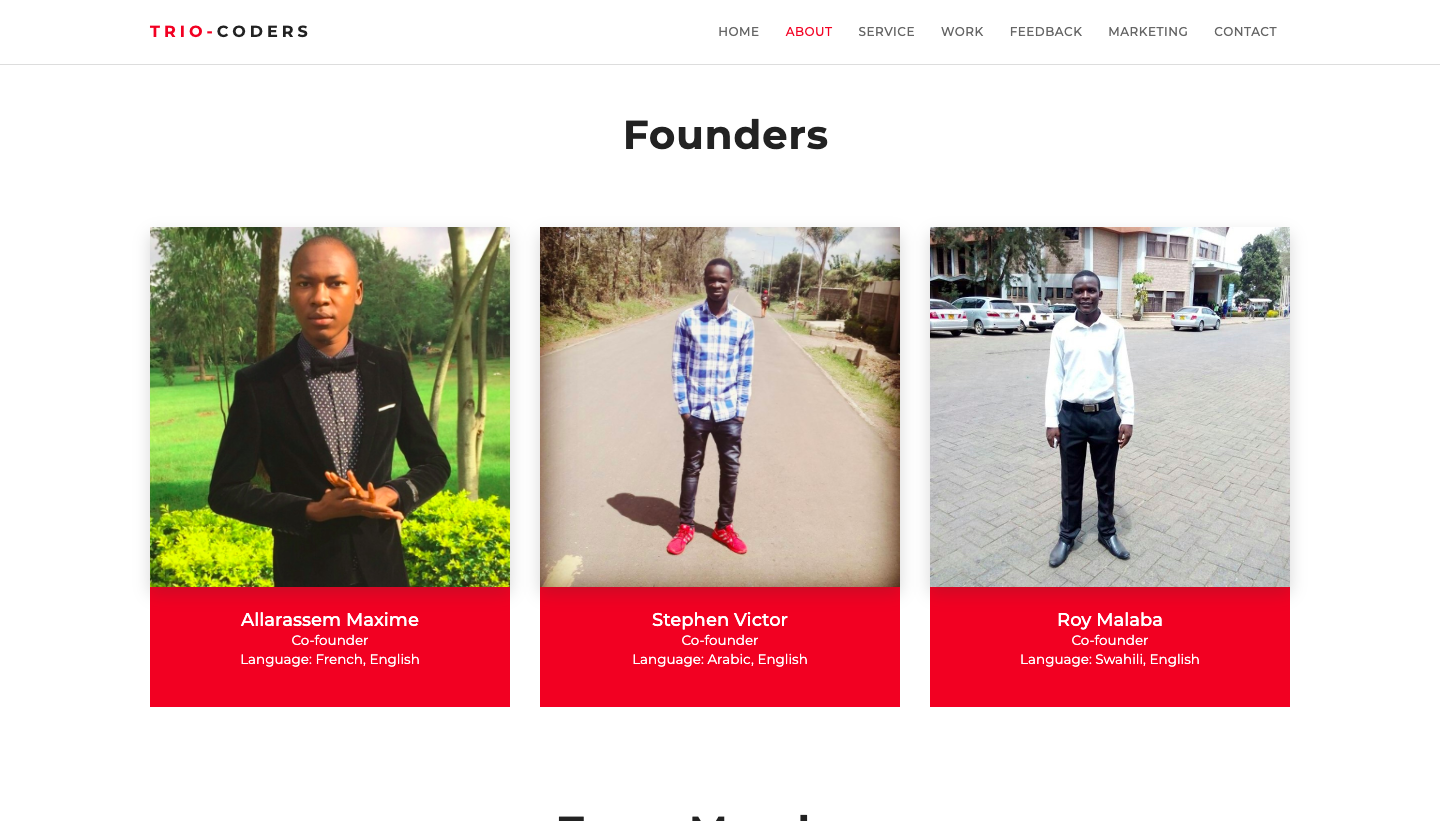 TRIO-CODERS
HOME ABOUT SERVICE WORK FEEDBACK MARKETING CONTACT
Founders
Allarassem Maxime
Co-founder
Language: French, English
Stephen Victor
Co-founder
Language: Arabic, English
Roy Malaba
Co-founder
Language: Swahili, English